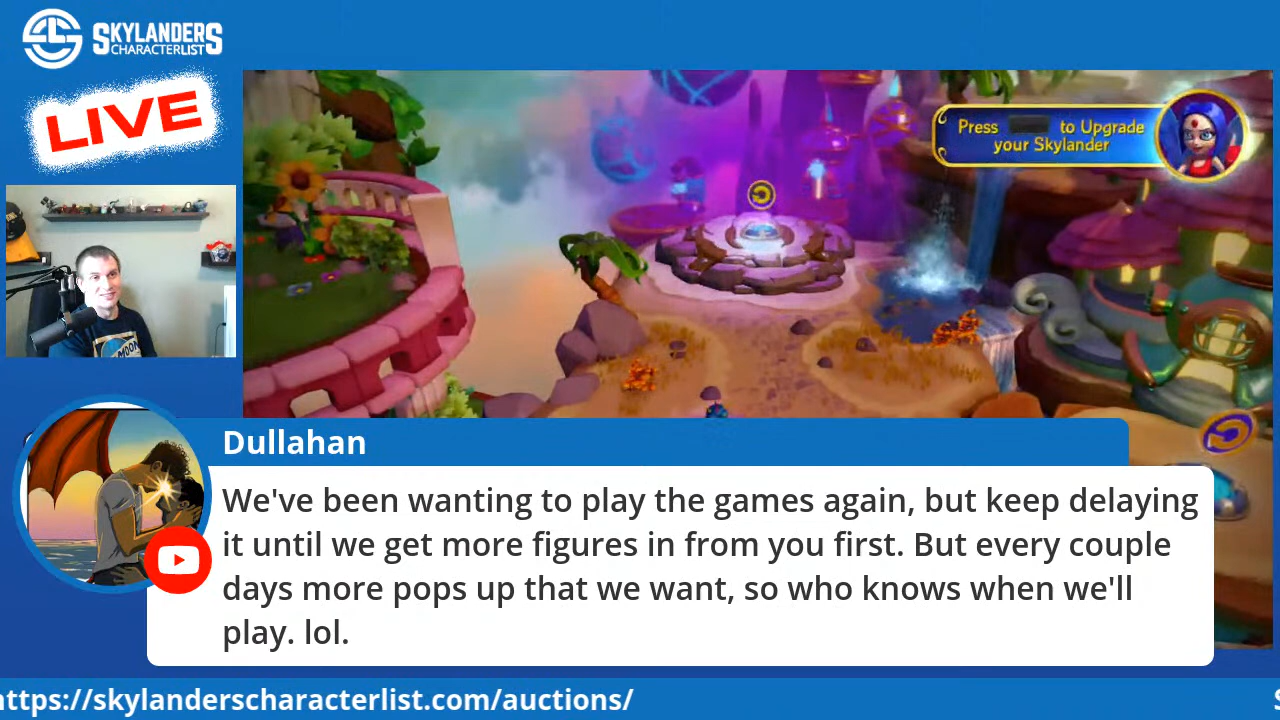 SKYLANDERS
CHARACTERLIST
LIVE
Press to Upgrade
your Skylander
Dullahan
We've been wanting to play the games again, but keep delaying
it until we get more figures in from you first. But every couple
days more pops up that we want, so who knows when we'll
play. lol.
https://skylanderscharacterlist.com/auctions/